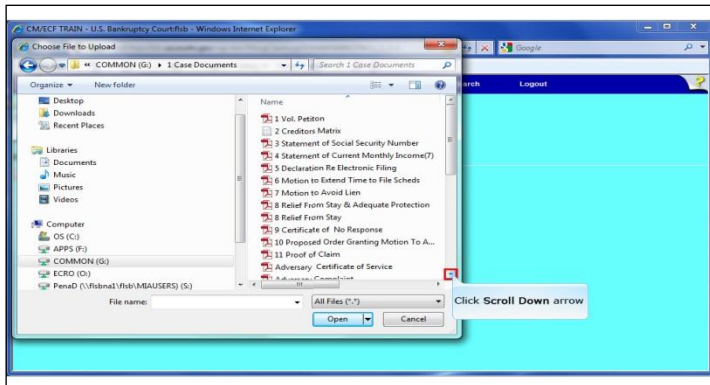 CM/ECF TRAIN - U.S. Bankruptcy Court:flsb - Windows Internet Explorer
Choose File to Upload
Google
« COMMON (G:) ▸ 1 Case Documents
Search 1 Case Documents
Organize
New folder
Logout
Desktop
Downloads
Recent Places
Libraries
Documents
Music
Pictures
Videos
Computer
OS (C:)
APPS (F:)
COMMON (G:)
ECRO (O:)
PenaD (\\flsbna1\flsb\MIAUSERS) (S:)
Name
1 Vol. Petiton
2 Creditors Matrix
3 Statement of Social Security Number
4 Statement of Current Monthly Income(7)
5 Declaration Re Electronic Filing
6 Motion to Extend Time to File Scheds
7 Motion to Avoid Lien
8 Relief From Stay & Adequate Protection
8 Relief From Stay
9 Certificate of No Response
10 Proposed Order Granting Motion To A...
11 Proof of Claim
Adversary Certificate of Service
Adversary Complaint
File name:
All Files (*.*)
Open
Cancel
Click Scroll Down arrow